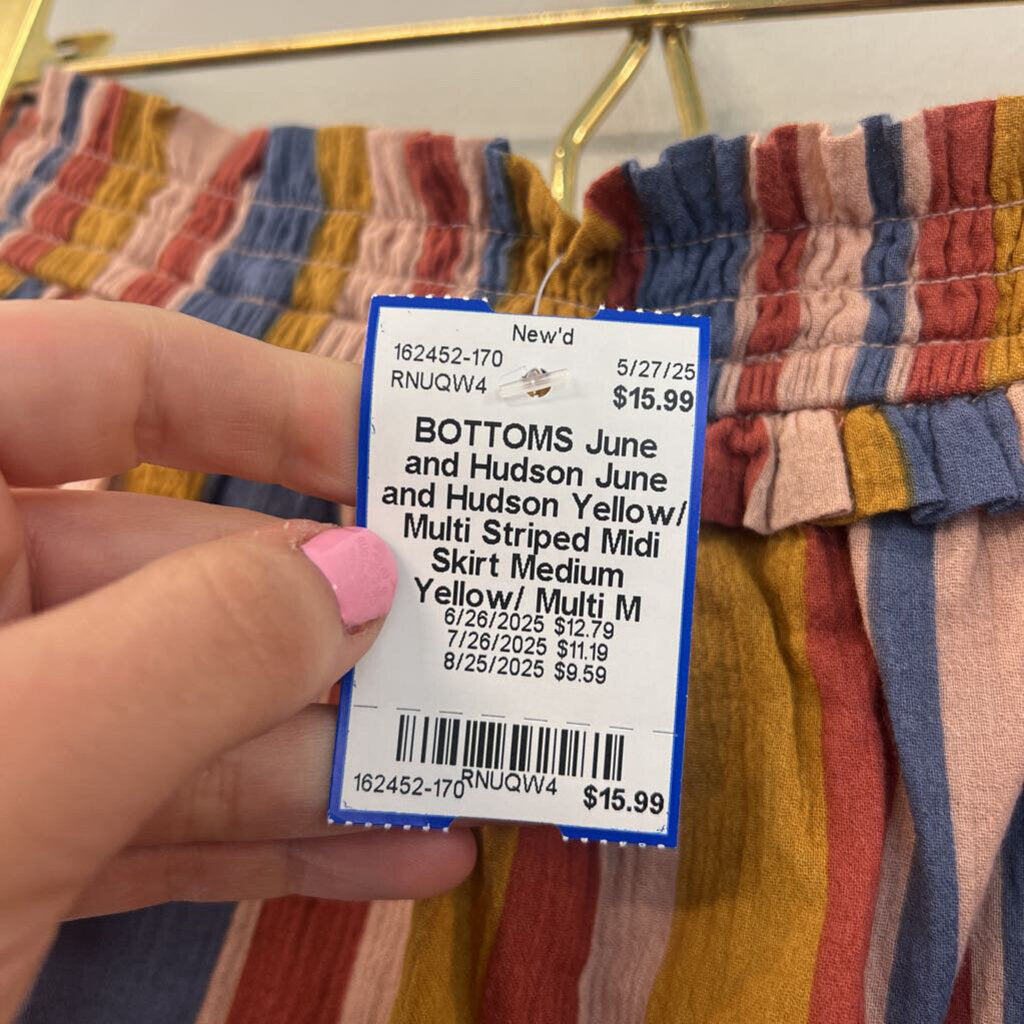 New'd
162452-170
5/27/25
RNUQW4
$15.99
BOTTOMS June
and Hudson June
and Hudson Yellow/
Multi Striped Midi
Skirt Medium
Yellow/ Multi M
6/26/2025 $12.79
7/26/2025 $11.19
8/25/2025 $9.59
162452-170 RNUQW4 $15.99